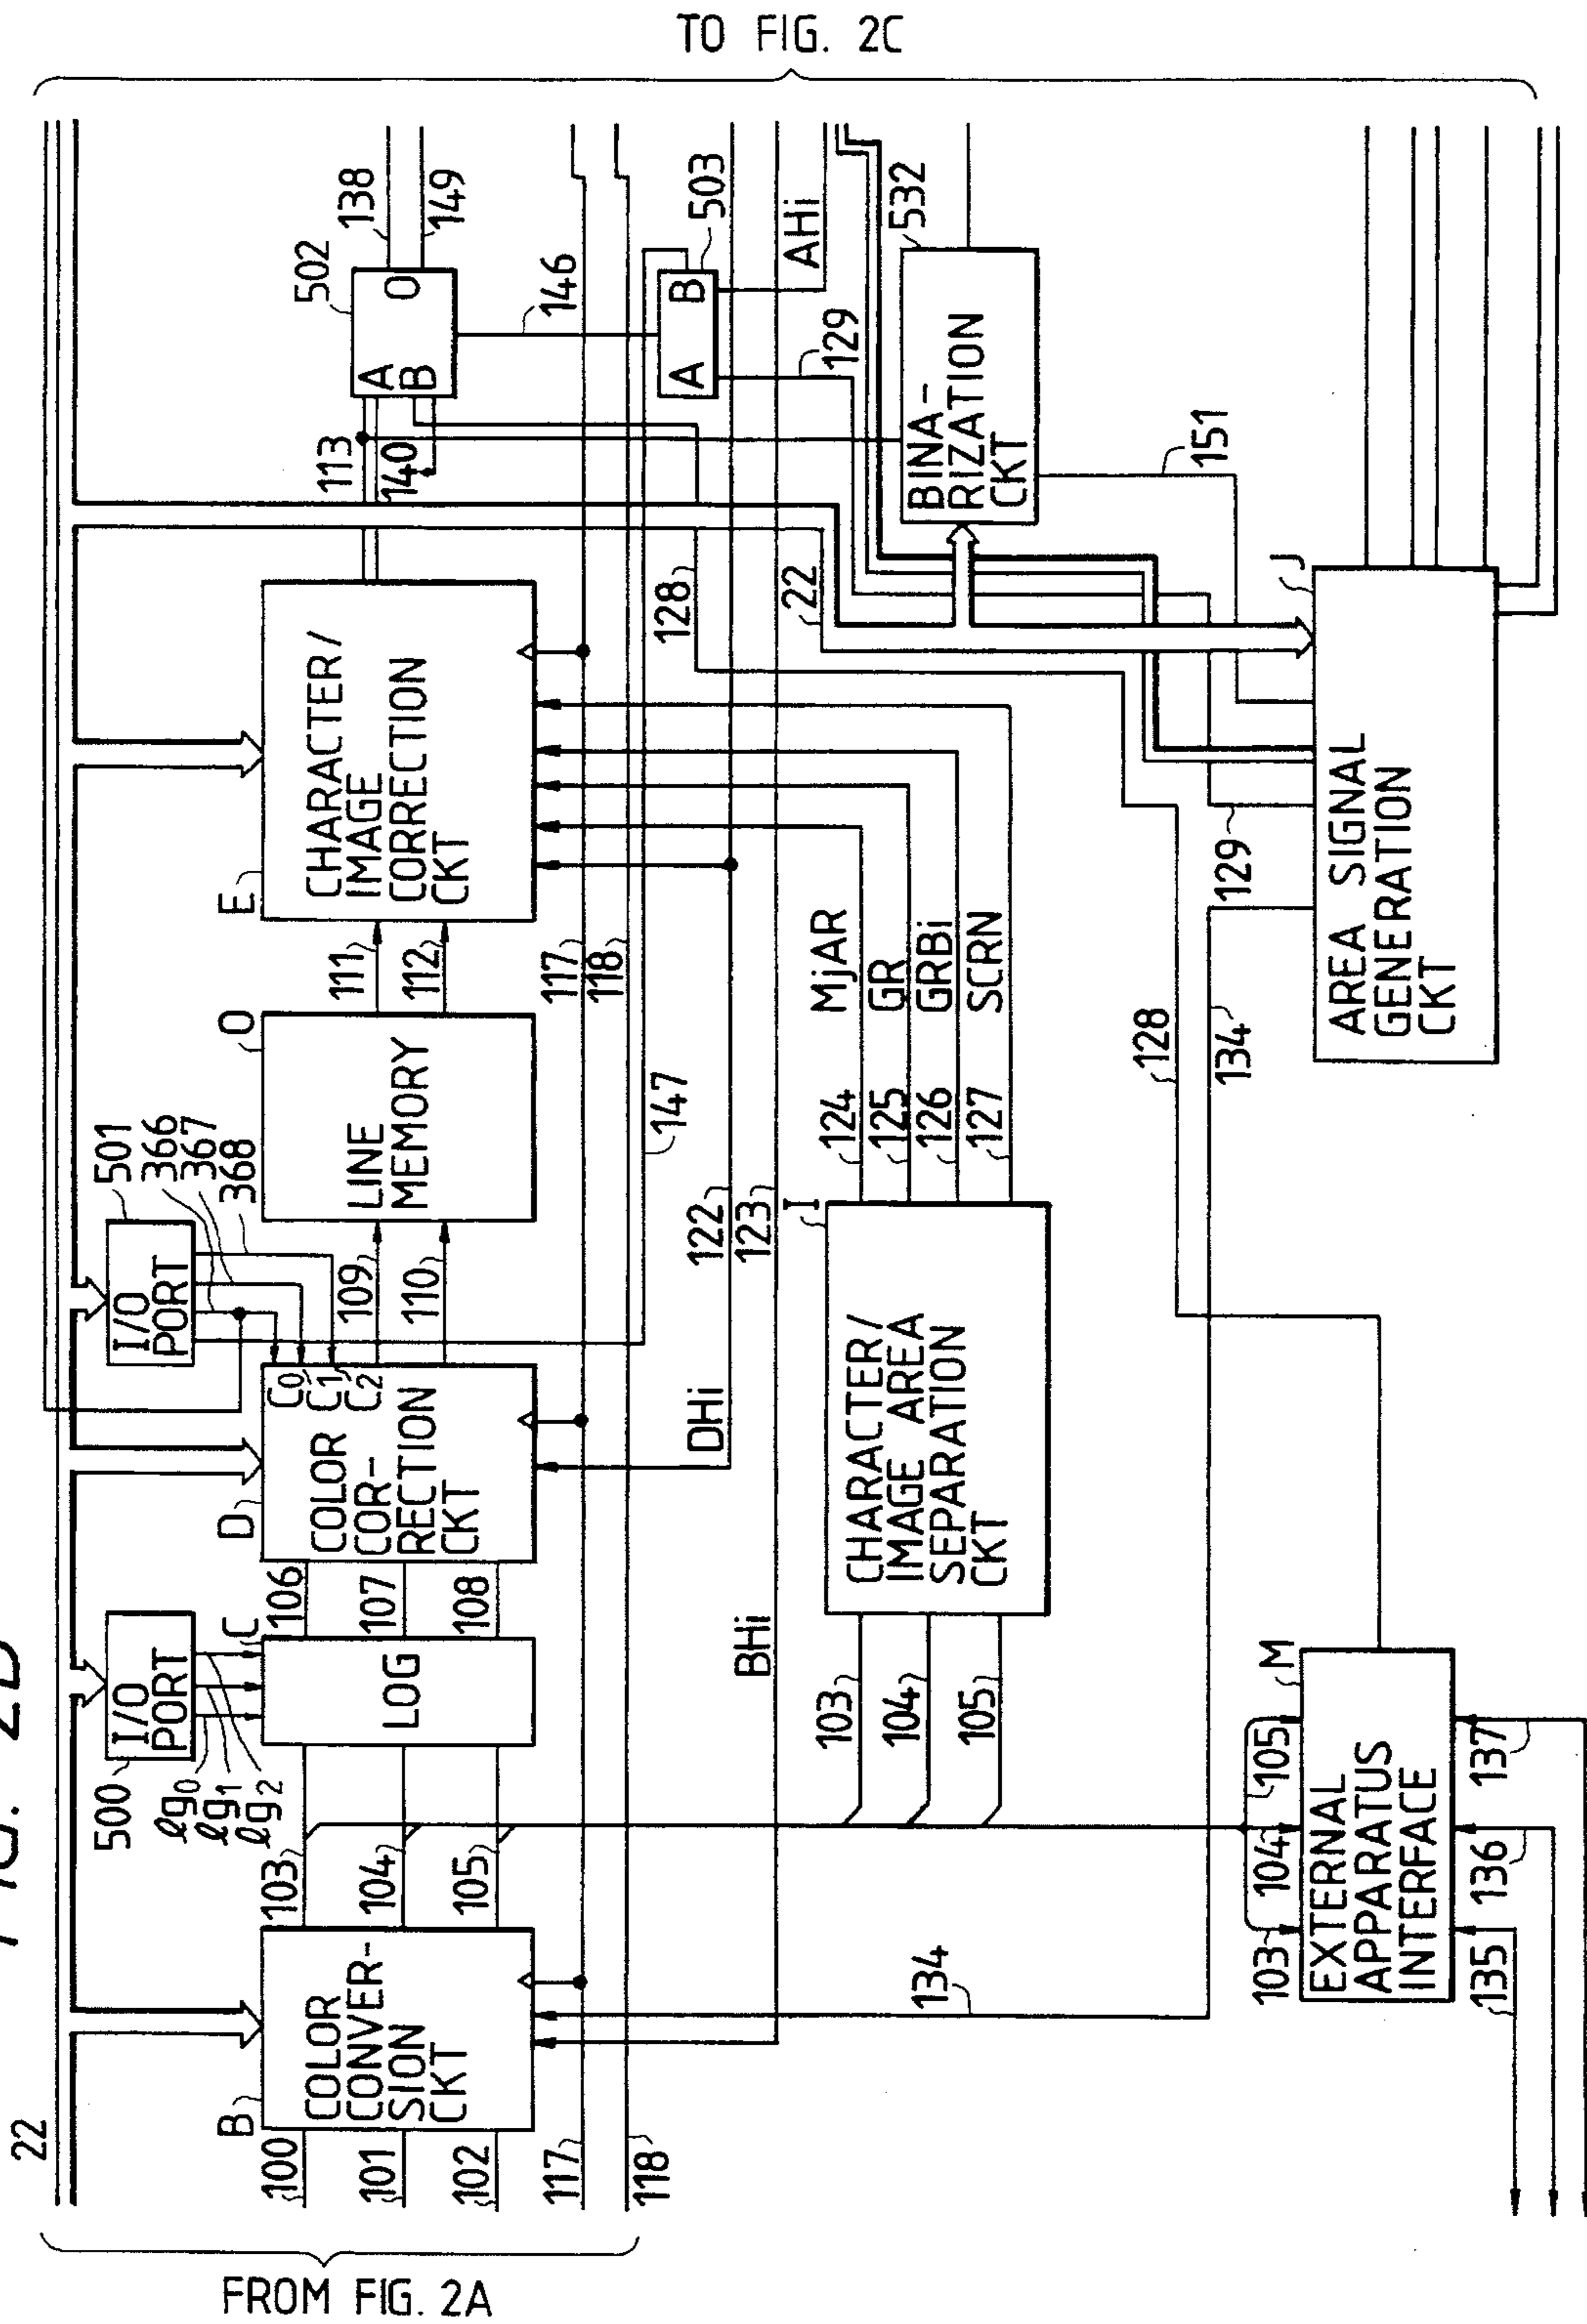 TO FIG. 2C
22
FROM FIG. 2A
100
101
102
117
118
B
COLOR
CONVER-
SION
CKT
103
104
105
500
I/O
PORT
lg0
lg1
lg2
C
LOG
106
107
108
D
COLOR
COR-
RECTION
CKT
C0
C1
C2
501
I/O
PORT
366
367
368
109
110
O
LINE
MEMORY
111
112
E
CHARACTER/
IMAGE
CORRECTION
CKT
113
140
502
A
B
O
138
149
146
503
A
B
117
118
147
DHi
122
123
BHi
AHi
129
128
22
532
BINA-
RIZATION
CKT
151
103
104
105
I
CHARACTER/
IMAGE AREA
SEPARATION
CKT
124
125
126
127
MjAR
GR
GRBi
SCRN
134
128
134
129
J
AREA SIGNAL
GENERATION
CKT
103
104
105
M
EXTERNAL
APPARATUS
INTERFACE
135
136
137